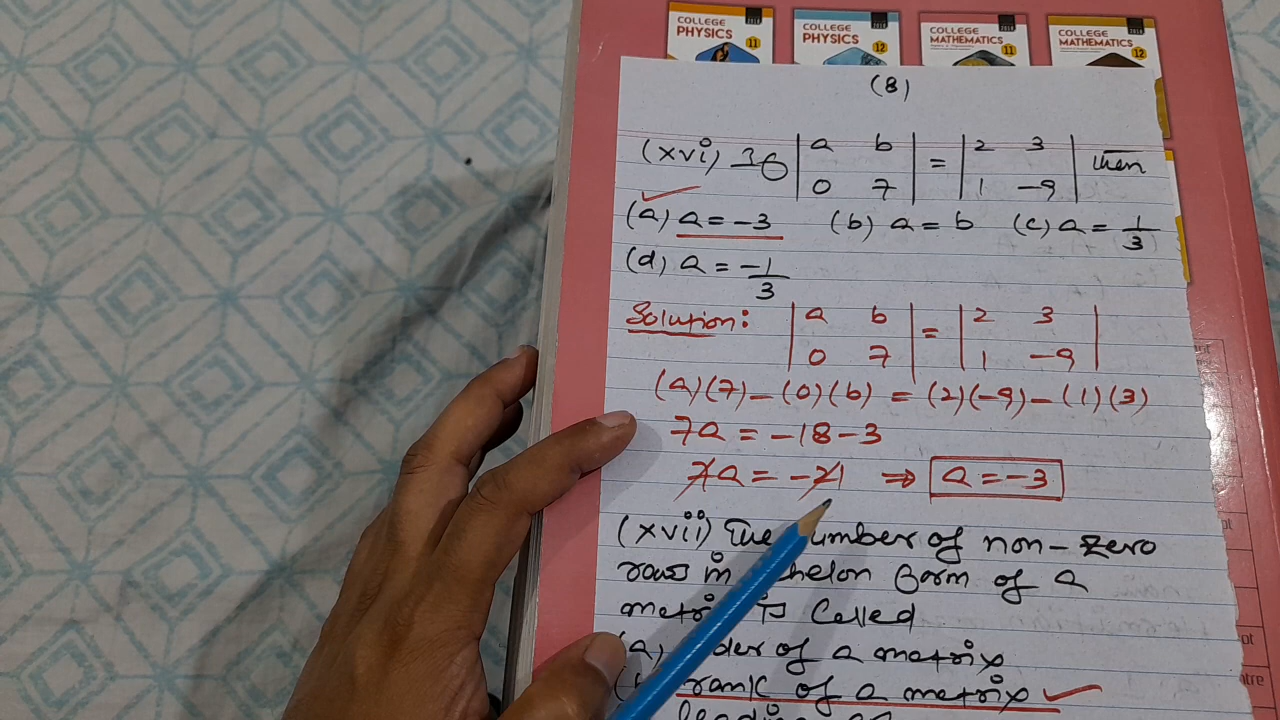 COLLEGE PHYSICS 11
COLLEGE PHYSICS 12
COLLEGE MATHEMATICS 11
COLLEGE MATHEMATICS 12
(8)
(xvi) If | a b | = | 2 3 | then
| 0 7 | | 1 -9 |
(a) a = -3 (b) a = b (c) a = 1/3
(d) a = -1/3
Solution: | a b | = | 2 3 |
| 0 7 | | 1 -9 |
(a)(7) - (0)(b) = (2)(-9) - (1)(3)
7a = -18 - 3
7a = -21 ⇒ a = -3
(xvii) The number of non-zero
rows in helon form of a
is called
(a) der of a matrix
rank of a matrix ✓